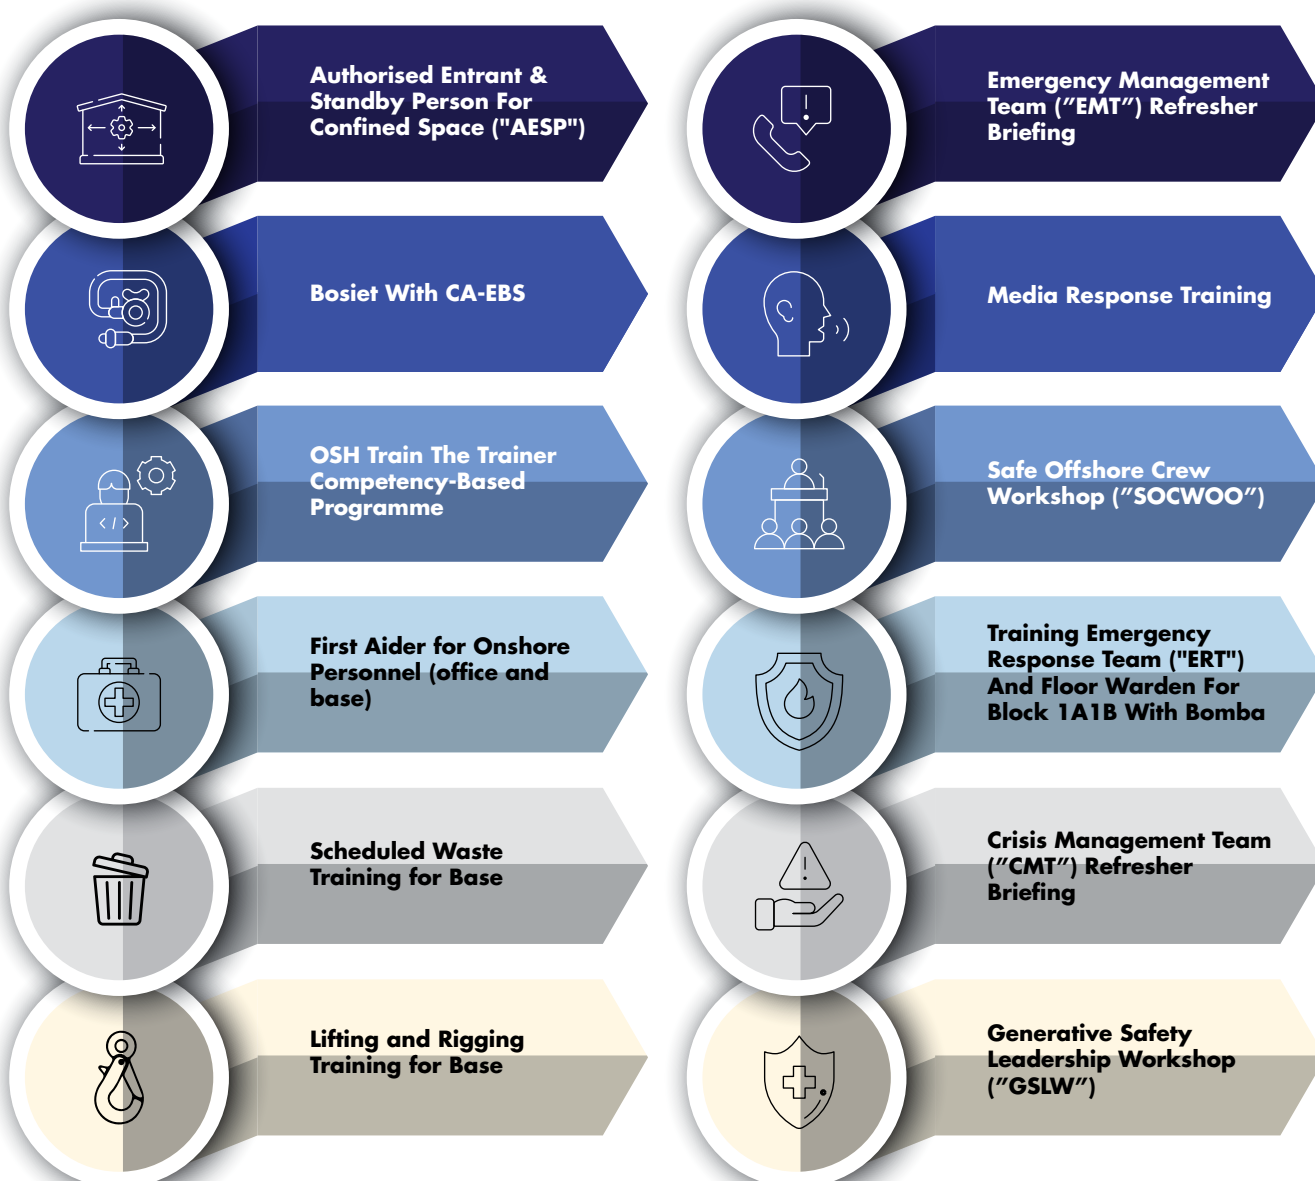 Authorised Entrant &
Standby Person For
Confined Space ("AESP")
Bosiet With CA-EBS
OSH Train The Trainer
Competency-Based
Programme
First Aider for Onshore
Personnel (office and
base)
Scheduled Waste
Training for Base
Lifting and Rigging
Training for Base
Emergency Management
Team (″EMT″) Refresher
Briefing
Media Response Training
Safe Offshore Crew
Workshop (″SOCWOO″)
Training Emergency
Response Team ("ERT")
And Floor Warden For
Block 1A1B With Bomba
Crisis Management Team
(″CMT″) Refresher
Briefing
Generative Safety
Leadership Workshop
(″GSLW″)